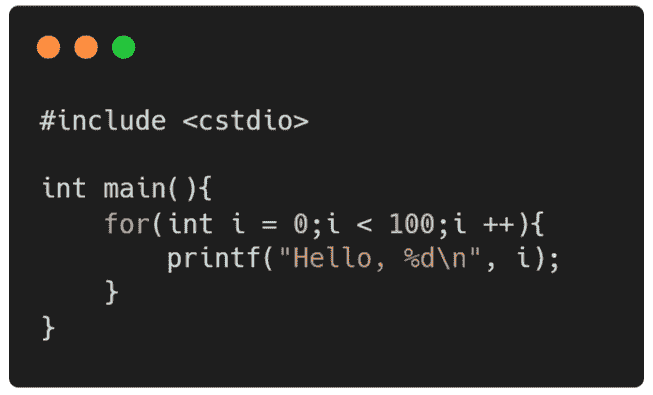 #include <cstdio>
int main(){
    for(int i = 0;i < 100;i ++){
        printf("Hello, %d\n", i);
    }
}